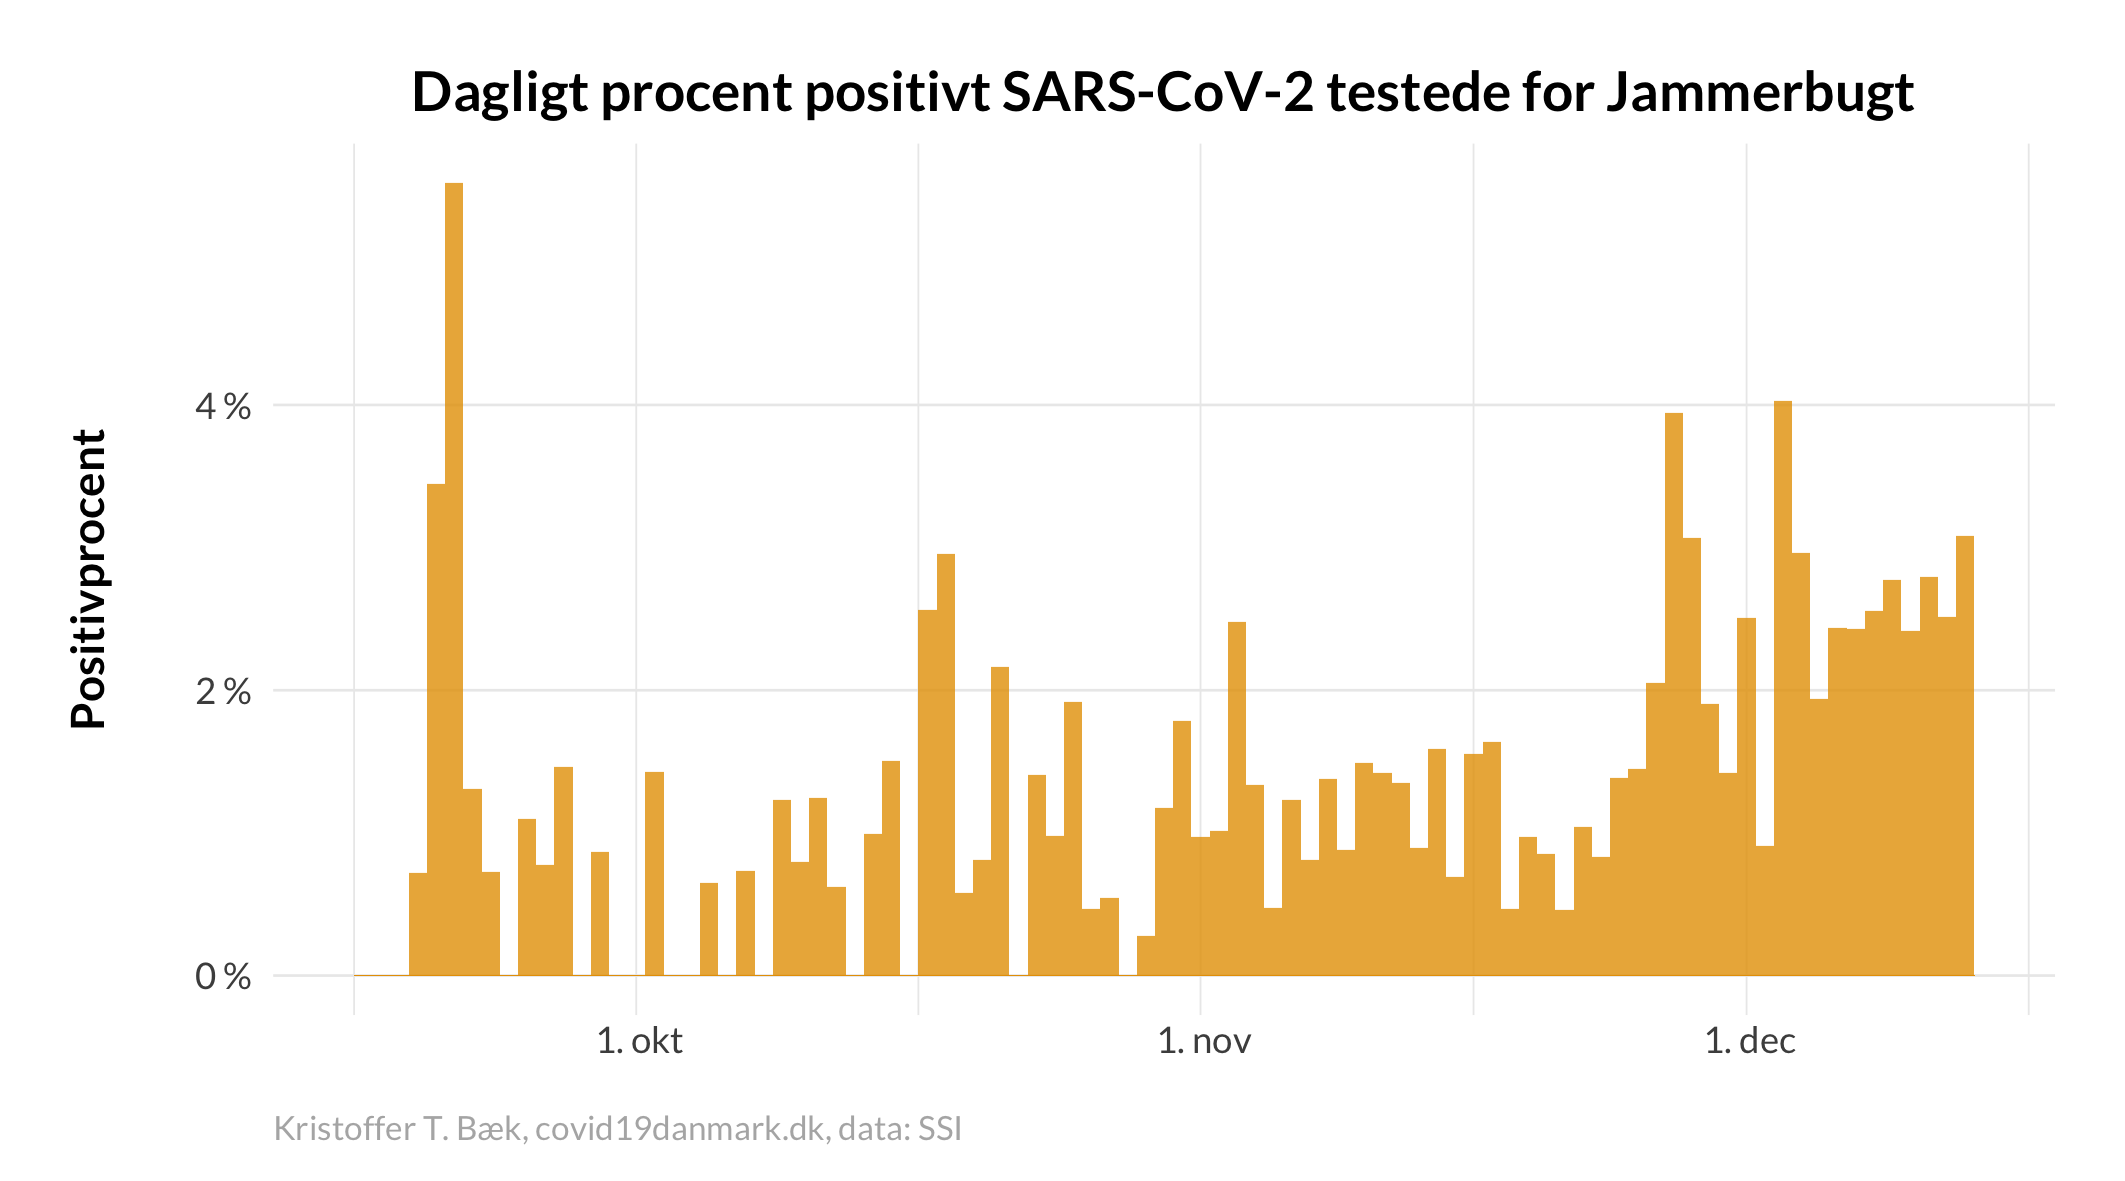 Dagligt procent positivt SARS-CoV-2 testede for Jammerbugt
Positivprocent
4 %
2 %
0 %
1. okt
1. nov
1. dec
Kristoffer T. Bæk, covid19danmark.dk, data: SSI